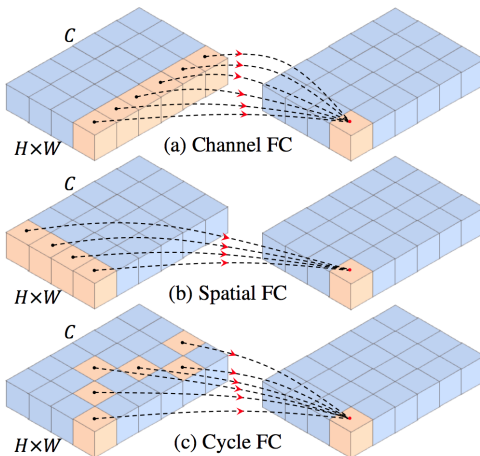 C
H×W
(a) Channel FC
C
H×W
(b) Spatial FC
C
H×W
(c) Cycle FC